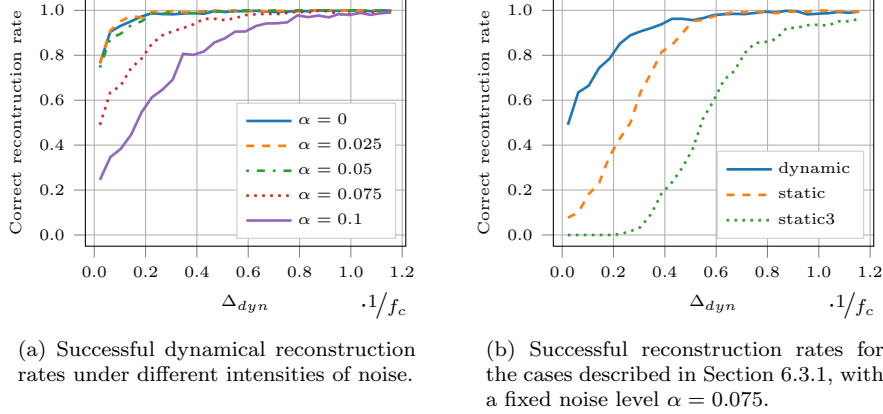 Correct reconstruction rate
1.0
0.8
0.6
0.4
0.2
0.0
α = 0
α = 0.025
α = 0.05
α = 0.075
α = 0.1
0.0 0.2 0.4 0.6 0.8 1.0 1.2
Δdyn ·1/fc
(a) Successful dynamical reconstruction
rates under different intensities of noise.
Correct reconstruction rate
1.0
0.8
0.6
0.4
0.2
0.0
dynamic
static
static3
0.0 0.2 0.4 0.6 0.8 1.0 1.2
Δdyn ·1/fc
(b) Successful reconstruction rates for
the cases described in Section 6.3.1, with
a fixed noise level α = 0.075.